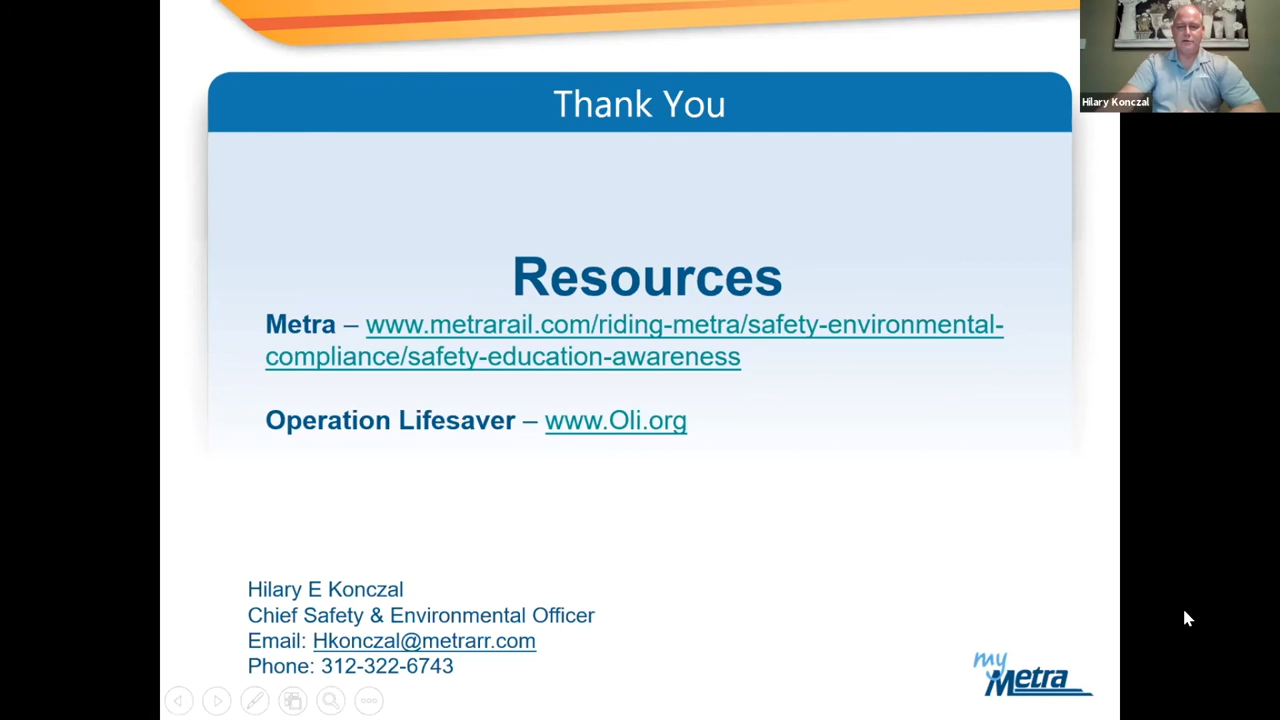 Thank You
Hilary Konczal
Resources
Metra – www.metrarail.com/riding-metra/safety-environmental-
compliance/safety-education-awareness
Operation Lifesaver – www.Oli.org
Hilary E Konczal
Chief Safety & Environmental Officer
Email: Hkonczal@metrarr.com
Phone: 312-322-6743
my
Metra